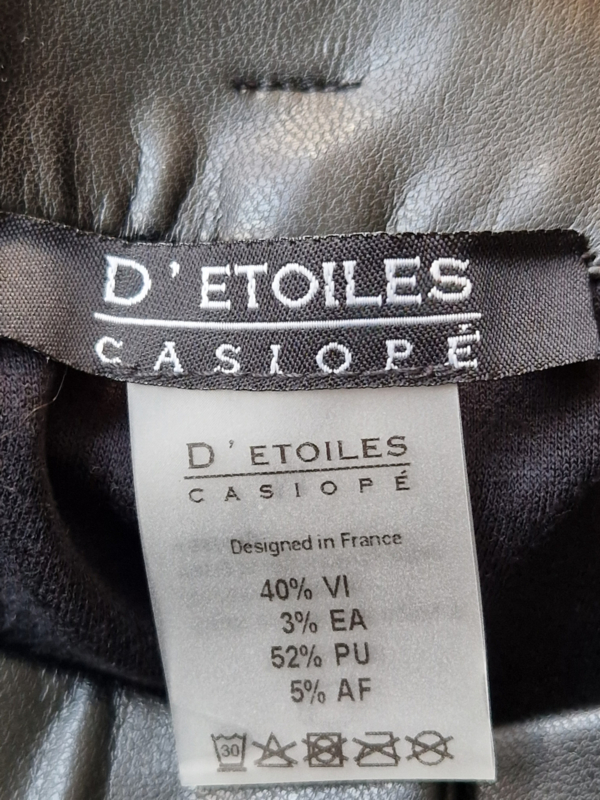 D'ETOILES
CASIOPÉ
D'ETOILES
CASIOPÉ
Designed in France
40% VI
3% EA
52% PU
5% AF
30